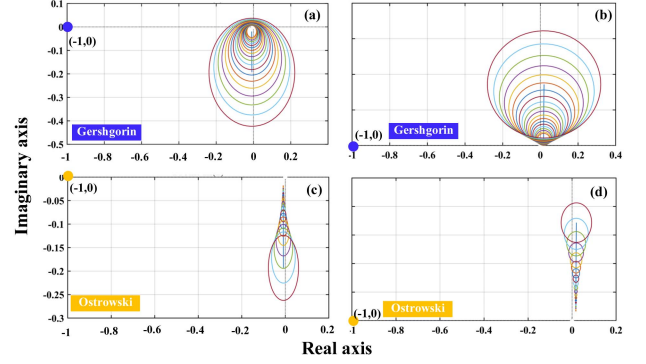 0.1
(a)
0
(-1,0)
-0.1
-0.2
-0.3
-0.4
Gershgorin
-0.5
-1 -0.8 -0.6 -0.4 -0.2 0 0.2
(b)
(-1,0)
Gershgorin
-1 -0.8 -0.6 -0.4 -0.2 0 0.2 0.4
Imaginary axis
0
(c)
(-1,0)
-0.05
-0.1
-0.15
-0.2
-0.25
Ostrowski
-0.3
-1 -0.8 -0.6 -0.4 -0.2 0 0.2
(d)
(-1,0)
Ostrowski
-1 -0.8 -0.6 -0.4 -0.2 0 0.2
Real axis